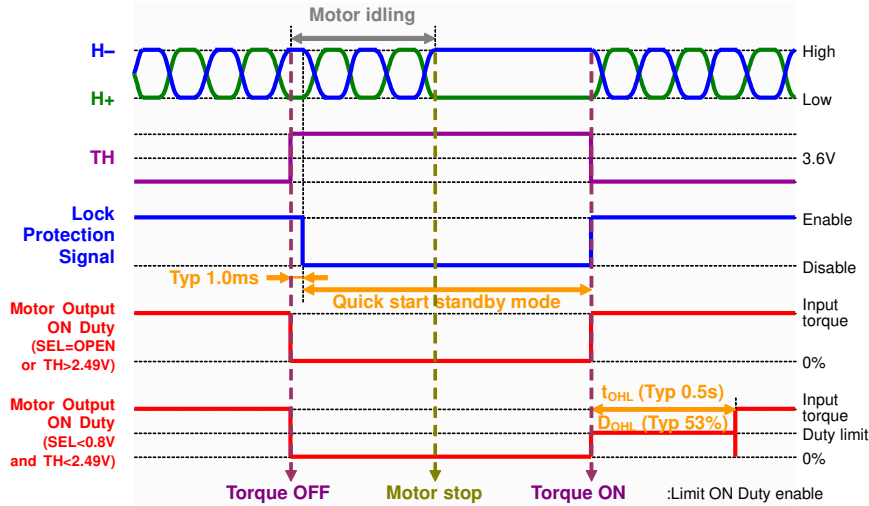 Motor idling
H–
High
H+
Low
TH
3.6V
Lock
Protection
Signal
Enable
Disable
Typ 1.0ms
Quick start standby mode
Motor Output
ON Duty
(SEL=OPEN
or TH>2.49V)
Input
torque
0%
Motor Output
ON Duty
(SEL<0.8V
and TH<2.49V)
tOHL (Typ 0.5s)
DOHL (Typ 53%)
Input
torque
Duty limit
0%
Torque OFF
Motor stop
Torque ON
:Limit ON Duty enable